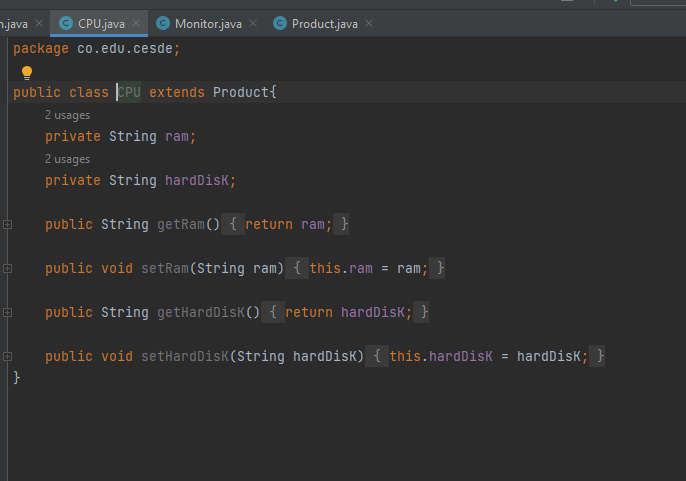 n.java CPU.java Monitor.java Product.java
package co.edu.cesde;
public class CPU extends Product{
2 usages
private String ram;
2 usages
private String hardDisK;
public String getRam() { return ram; }
public void setRam(String ram) { this.ram = ram; }
public String getHardDisK() { return hardDisK; }
public void setHardDisK(String hardDisK) { this.hardDisK = hardDisK; }
}